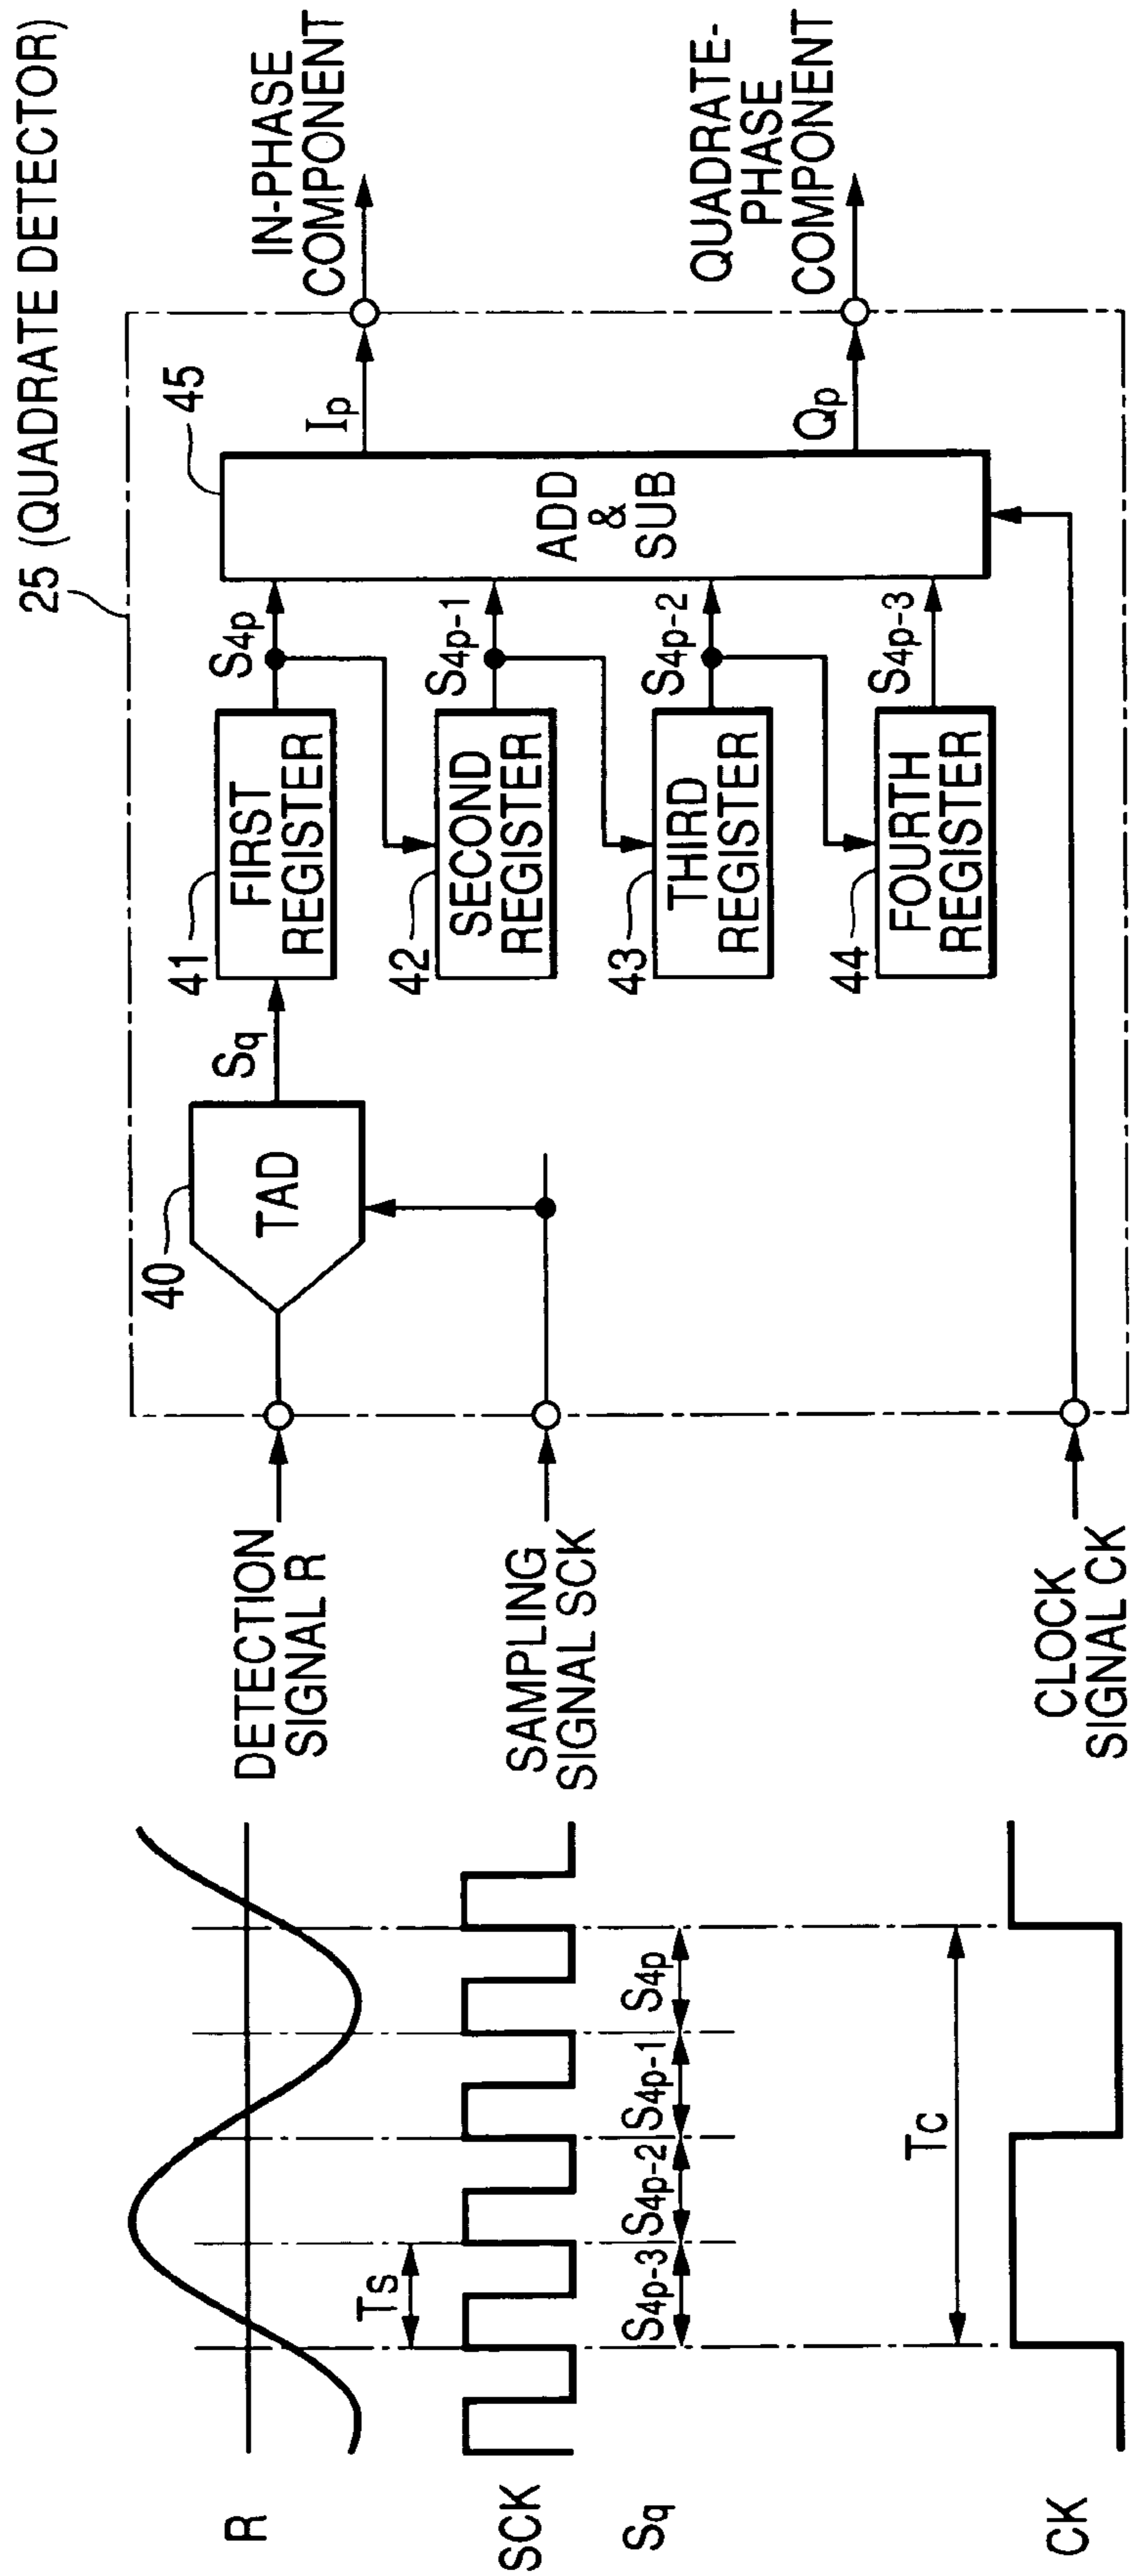 25 (QUADRATE DETECTOR)
R
SCK
Sq
CK
Ts
S4p-3
S4p-2
S4p-1
S4p
Tc
DETECTION
SIGNAL R
SAMPLING
SIGNAL SCK
CLOCK
SIGNAL CK
40
TAD
Sq
41
FIRST
REGISTER
S4p
42
SECOND
REGISTER
S4p-1
43
THIRD
REGISTER
S4p-2
44
FOURTH
REGISTER
S4p-3
45
ADD
&
SUB
Ip
Qp
IN-PHASE
COMPONENT
QUADRATE-
PHASE
COMPONENT